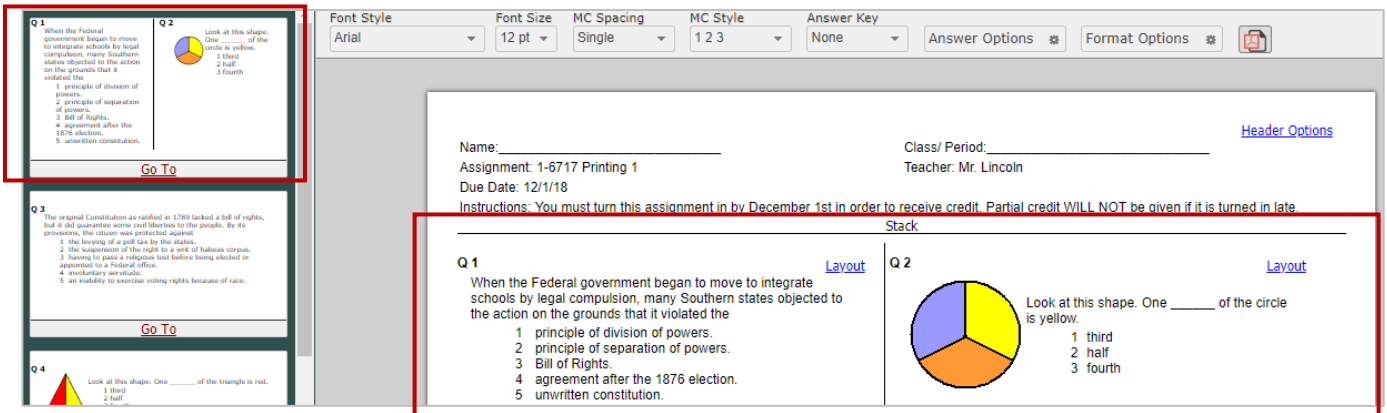 Q 1
When the Federal
government began to move
to integrate schools by legal
compulsion, many Southern
states objected to the action
on the grounds that it
violated the
1 principle of division of
powers.
2 principle of separation
of powers.
3 Bill of Rights.
4 agreement after the
1876 election.
5 unwritten constitution.
Q 2
Look at this shape.
One ______ of the
circle is yellow.
1 third
2 half
3 fourth
Go To
Q 3
The original Constitution as ratified in 1789 lacked a bill of rights,
but it did guarantee some civil liberties to the people. By its
provisions, the citizen was protected against
1 the levying of a poll tax by the states.
2 the suspension of the right to a writ of habeas corpus.
3 having to pass a religious test before being elected or
appointed to a Federal office.
4 involuntary servitude.
5 an inability to exercise voting rights because of race.
Go To
Q 4
Look at this shape. One ______ of the triangle is red.
1 third
2 half
Font Style
Font Size
MC Spacing
MC Style
Answer Key
Arial
12 pt
Single
1 2 3
None
Answer Options
Format Options
Header Options
Name:______________________________
Class/ Period:______________________________
Assignment: 1-6717 Printing 1
Teacher: Mr. Lincoln
Due Date: 12/1/18
Instructions: You must turn this assignment in by December 1st in order to receive credit. Partial credit WILL NOT be given if it is turned in late.
Stack
Q 1
Layout
When the Federal government began to move to integrate
schools by legal compulsion, many Southern states objected to
the action on the grounds that it violated the
1 principle of division of powers.
2 principle of separation of powers.
3 Bill of Rights.
4 agreement after the 1876 election.
5 unwritten constitution.
Q 2
Layout
Look at this shape. One ______ of the circle
is yellow.
1 third
2 half
3 fourth